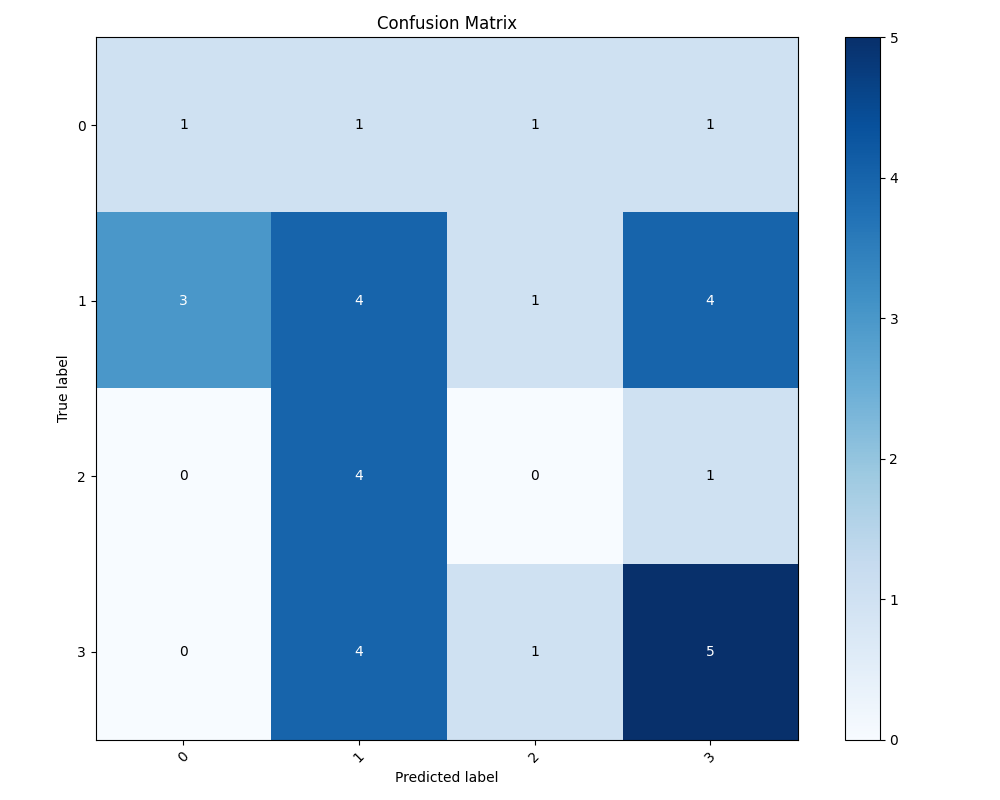 Confusion Matrix
0 1 1 1 1
1 3 4 1 4
2 0 4 0 1
3 0 4 1 5
0 1 2 3
True label
Predicted label
5
4
3
2
1
0